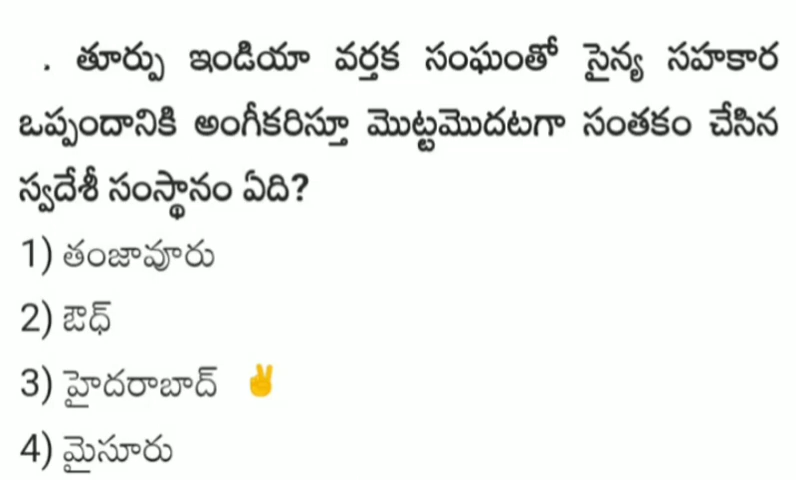 . తూర్పు ఇండియా వర్తక సంఘంతో సైన్య సహకార
ఒప్పందానికి అంగీకరిస్తూ మొట్టమొదటగా సంతకం చేసిన
స్వదేశీ సంస్థానం ఏది?
1) తంజావూరు
2) ఔధ్
3) హైదరాబాద్ ✌
4) మైసూరు